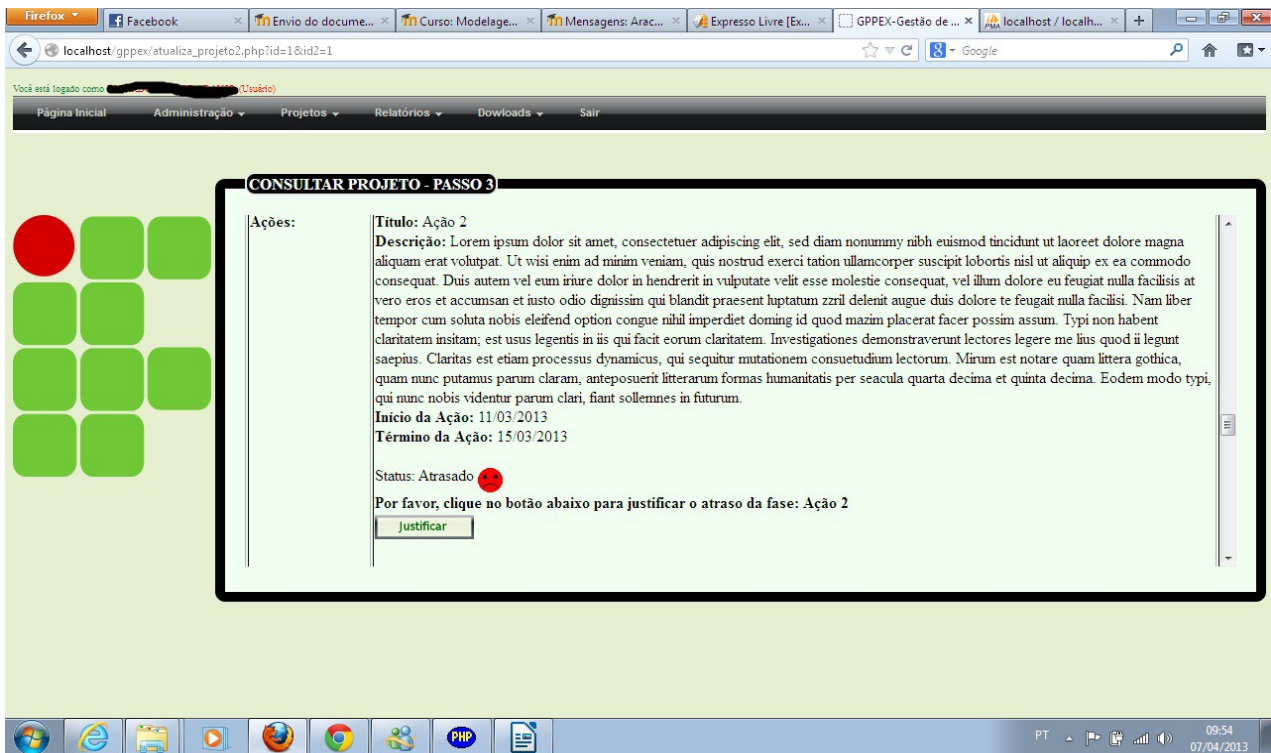 Firefox
Facebook
Envio do docume...
Curso: Modelage...
Mensagens: Arac...
Expresso Livre [Ex...
GPPEX-Gestão de ...
localhost / localh...
localhost/gppex/atualiza_projeto2.php?id=1&id2=1
Google
Você está logado como
(Usuário)
Página Inicial
Administração
Projetos
Relatórios
Dowloads
Sair
CONSULTAR PROJETO - PASSO 3
Ações:
Título: Ação 2
Descrição: Lorem ipsum dolor sit amet, consectetuer adipiscing elit, sed diam nonummy nibh euismod tincidunt ut laoreet dolore magna
aliquam erat volutpat. Ut wisi enim ad minim veniam, quis nostrud exerci tation ullamcorper suscipit lobortis nisl ut aliquip ex ea commodo
consequat. Duis autem vel eum iriure dolor in hendrerit in vulputate velit esse molestie consequat, vel illum dolore eu feugiat nulla facilisis at
vero eros et accumsan et iusto odio dignissim qui blandit praesent luptatum zzril delenit augue duis dolore te feugait nulla facilisi. Nam liber
tempor cum soluta nobis eleifend option congue nihil imperdiet doming id quod mazim placerat facer possim assum. Typi non habent
claritatem insitam; est usus legentis in iis qui facit eorum claritatem. Investigationes demonstraverunt lectores legere me lius quod ii legunt
saepius. Claritas est etiam processus dynamicus, qui sequitur mutationem consuetudium lectorum. Mirum est notare quam littera gothica,
quam nunc putamus parum claram, anteposuerit litterarum formas humanitatis per seacula quarta decima et quinta decima. Eodem modo typi,
qui nunc nobis videntur parum clari, fiant sollemnes in futurum.
Início da Ação: 11/03/2013
Término da Ação: 15/03/2013
Status: Atrasado
Por favor, clique no botão abaixo para justificar o atraso da fase: Ação 2
Justificar
PHP
PT
09:54
07/04/2013